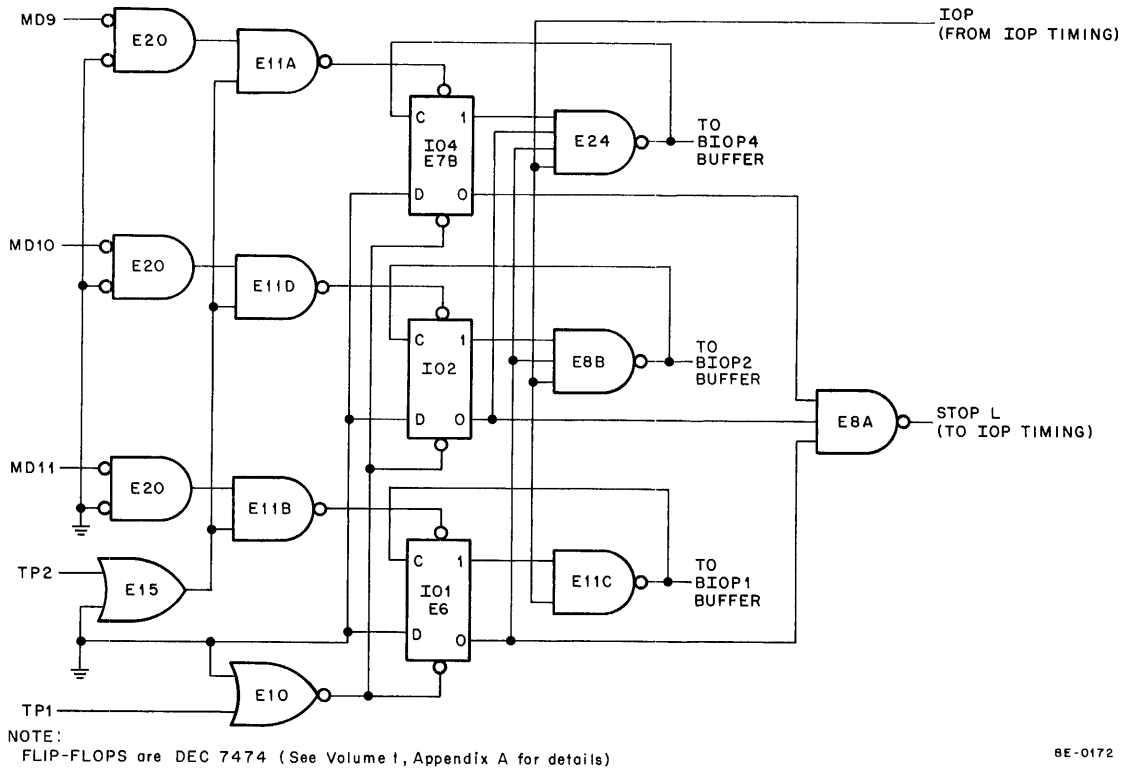 MD9
E20
E11A
IOP
(FROM IOP TIMING)
C
1
IO4
E7B
D
0
E24
TO
BIOP4
BUFFER
MD10
E20
E11D
C
1
IO2
D
0
E8B
TO
BIOP2
BUFFER
E8A
STOP L
(TO IOP TIMING)
MD11
E20
E11B
C
1
IO1
E6
D
0
E11C
TO
BIOP1
BUFFER
TP2
E15
E10
TP1
NOTE:
FLIP-FLOPS are DEC 7474 (See Volume 1, Appendix A for details)
8E-0172